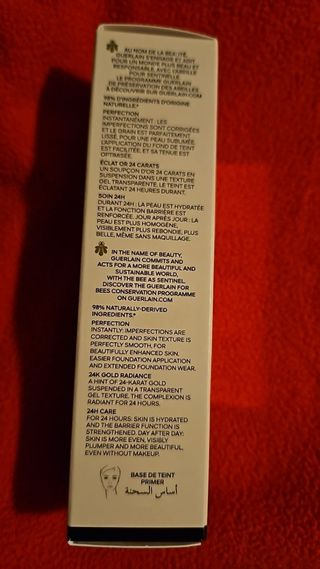 AU NOM DE LA BEAUTÉ,
GUERLAIN S'ENGAGE ET AGIT
POUR UN MONDE PLUS BEAU ET
RESPONSABLE, AVEC L'ABEILLE
POUR SENTINELLE.
LE PROGRAMME GUERLAIN
DE PRÉSERVATION DES ABEILLES
À DÉCOUVRIR SUR GUERLAIN.COM
98% D'INGRÉDIENTS D'ORIGINE
NATURELLE.*
PERFECTION
INSTANTANÉMENT : LES
IMPERFECTIONS SONT CORRIGÉES
ET LE GRAIN EST PARFAITEMENT
LISSÉ, POUR UNE PEAU SUBLIMÉE.
L'APPLICATION DU FOND DE TEINT
EST FACILITÉE, ET SA TENUE EST
OPTIMISÉE.
ÉCLAT OR 24 CARATS
UN SOUPÇON D'OR 24 CARATS EN
SUSPENSION DANS UNE TEXTURE
GEL TRANSPARENTE. LE TEINT EST
ÉCLATANT 24 HEURES DURANT.
SOIN 24H
DURANT 24H : LA PEAU EST HYDRATÉE
ET LA FONCTION BARRIÈRE EST
RENFORCÉE. JOUR APRÈS JOUR : LA
PEAU EST PLUS HOMOGÈNE,
VISIBLEMENT PLUS REBONDIE, PLUS
BELLE, MÊME SANS MAQUILLAGE.
IN THE NAME OF BEAUTY,
GUERLAIN COMMITS AND
ACTS FOR A MORE BEAUTIFUL AND
SUSTAINABLE WORLD,
WITH THE BEE AS SENTINEL.
DISCOVER THE GUERLAIN FOR
BEES CONSERVATION PROGRAMME
ON GUERLAIN.COM
98% NATURALLY-DERIVED
INGREDIENTS.*
PERFECTION
INSTANTLY: IMPERFECTIONS ARE
CORRECTED AND SKIN TEXTURE IS
PERFECTLY SMOOTH, FOR
BEAUTIFULLY ENHANCED SKIN,
EASIER FOUNDATION APPLICATION
AND EXTENDED FOUNDATION WEAR.
24K GOLD RADIANCE
A HINT OF 24-KARAT GOLD
SUSPENDED IN A TRANSPARENT
GEL TEXTURE. THE COMPLEXION IS
RADIANT FOR 24 HOURS.
24H CARE
FOR 24 HOURS: SKIN IS HYDRATED
AND THE BARRIER FUNCTION IS
STRENGTHENED. DAY AFTER DAY:
SKIN IS MORE EVEN, VISIBLY
PLUMPER AND MORE BEAUTIFUL,
EVEN WITHOUT MAKEUP.
BASE DE TEINT
PRIMER
أساس السحنة